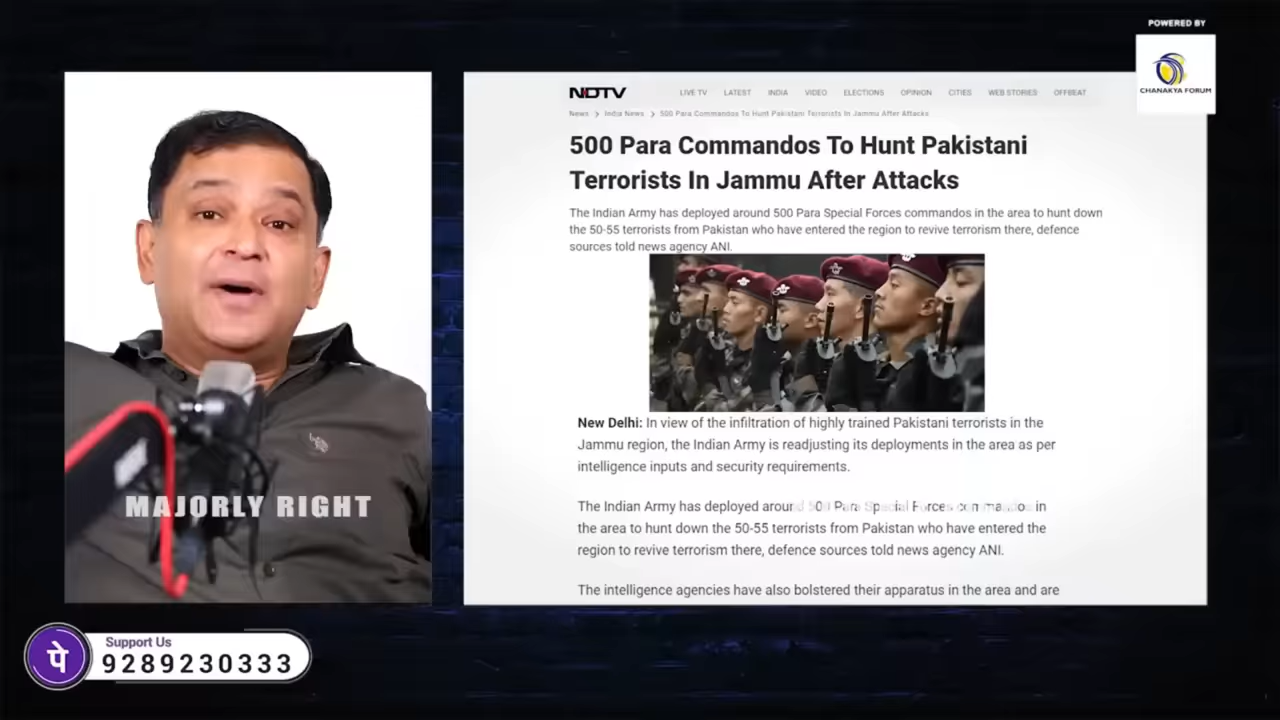 POWERED BY
CHANAKYA FORUM
NDTV
LIVE TV LATEST INDIA VIDEO ELECTIONS OPINION CITIES WEB STORIES OFFBEAT
News > India News > 500 Para Commandos To Hunt Pakistani Terrorists In Jammu After Attacks
500 Para Commandos To Hunt Pakistani
Terrorists In Jammu After Attacks
The Indian Army has deployed around 500 Para Special Forces commandos in the area to hunt down
the 50-55 terrorists from Pakistan who have entered the region to revive terrorism there, defence
sources told news agency ANI.
New Delhi: In view of the infiltration of highly trained Pakistani terrorists in the
Jammu region, the Indian Army is readjusting its deployments in the area as per
intelligence inputs and security requirements.
The Indian Army has deployed around 500 Para Special Forces commandos in
the area to hunt down the 50-55 terrorists from Pakistan who have entered the
region to revive terrorism there, defence sources told news agency ANI.
The intelligence agencies have also bolstered their apparatus in the area and are
MAJORLY RIGHT
पे
Support Us
9289230333